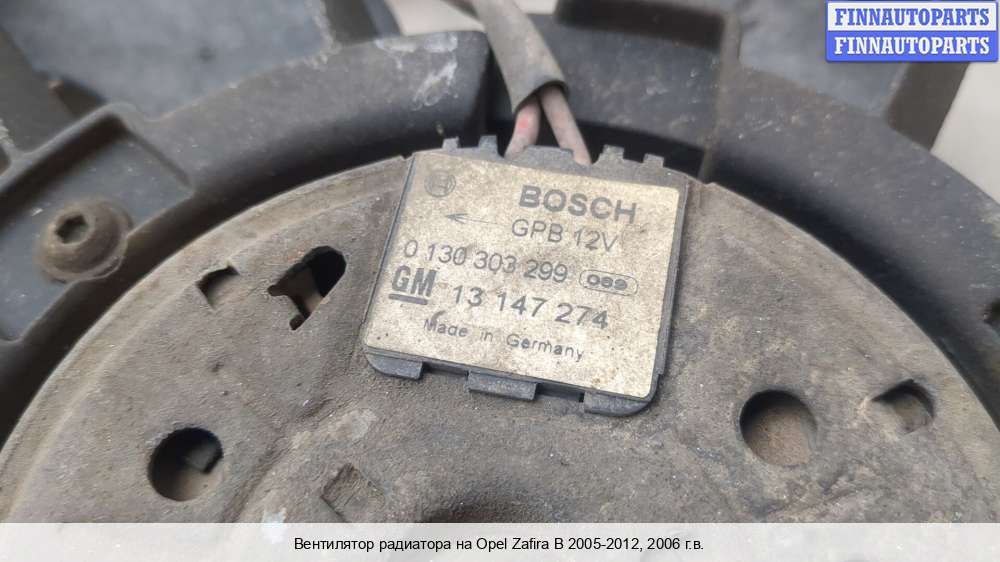 FINNAUTOPARTS
FINNAUTOPARTS
BOSCH
GPB 12V
0 130 303 299 089
GM 13 147 274
Made in Germany
Вентилятор радиатора на Opel Zafira B 2005-2012, 2006 г.в.